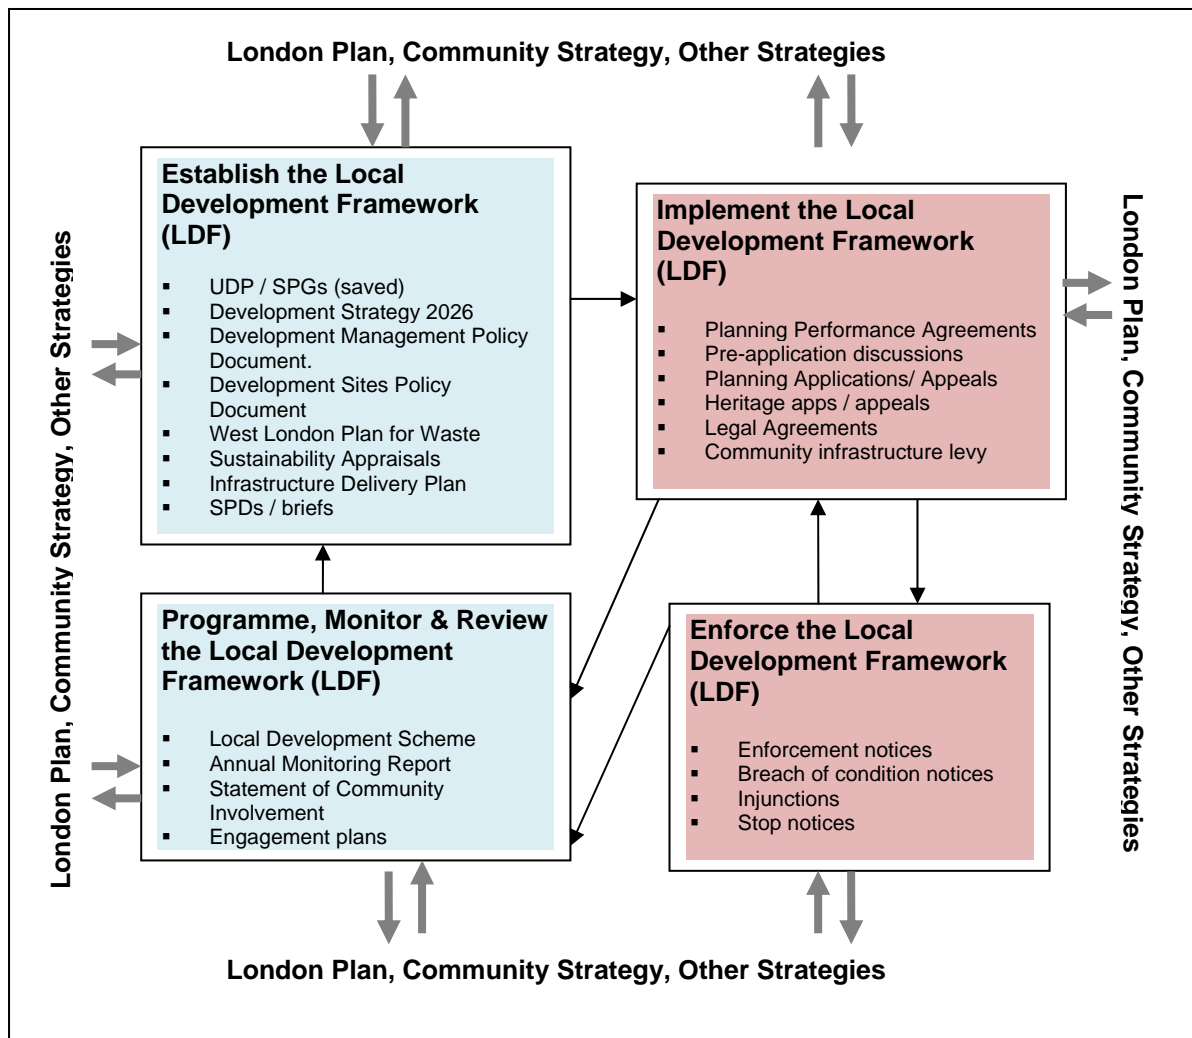 London Plan, Community Strategy, Other Strategies
Establish the Local
Development Framework
(LDF)
▪ UDP / SPGs (saved)
▪ Development Strategy 2026
▪ Development Management Policy
Document.
▪ Development Sites Policy
Document
▪ West London Plan for Waste
▪ Sustainability Appraisals
▪ Infrastructure Delivery Plan
▪ SPDs / briefs
Implement the Local
Development Framework
(LDF)
▪ Planning Performance Agreements
▪ Pre-application discussions
▪ Planning Applications/ Appeals
▪ Heritage apps / appeals
▪ Legal Agreements
▪ Community infrastructure levy
London Plan, Community Strategy, Other Strategies
London Plan, Community Strategy, Other Strategies
Programme, Monitor & Review
the Local Development
Framework (LDF)
▪ Local Development Scheme
▪ Annual Monitoring Report
▪ Statement of Community
Involvement
▪ Engagement plans
Enforce the Local
Development Framework
(LDF)
▪ Enforcement notices
▪ Breach of condition notices
▪ Injunctions
▪ Stop notices
London Plan, Community Strategy, Other Strategies